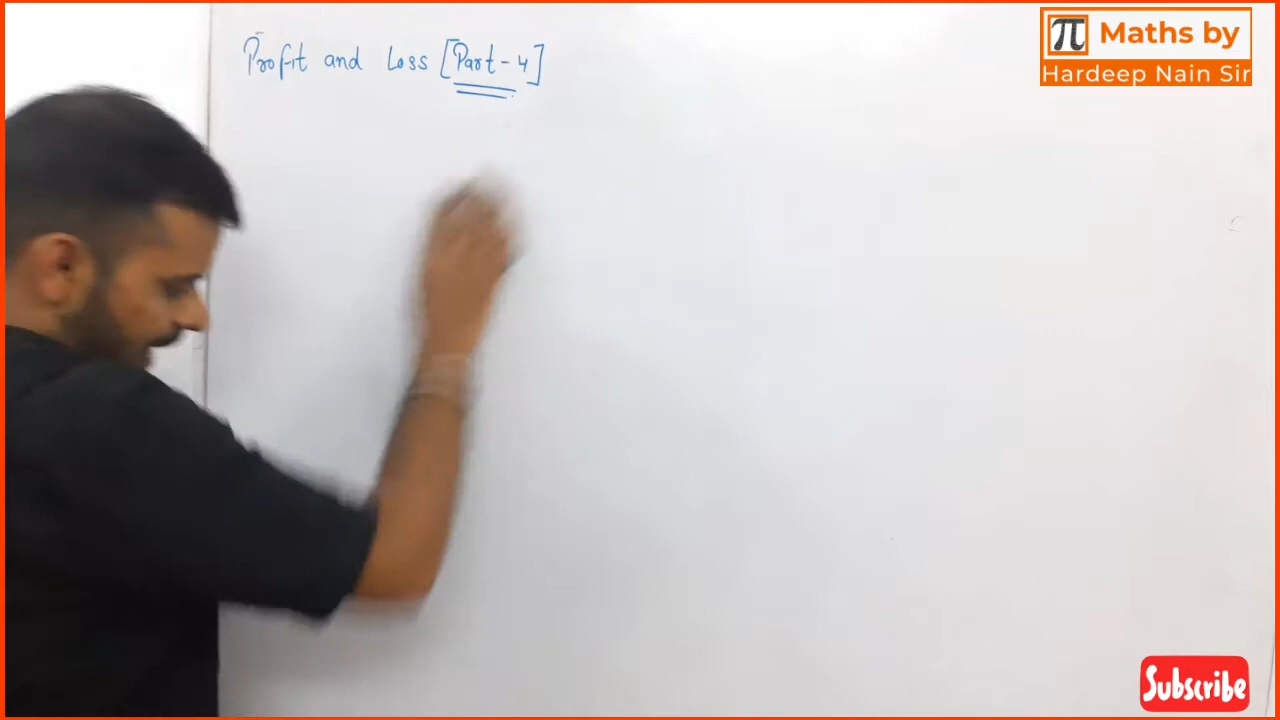 Profit and Loss [Part-4]
π Maths by
Hardeep Nain Sir
Subscribe